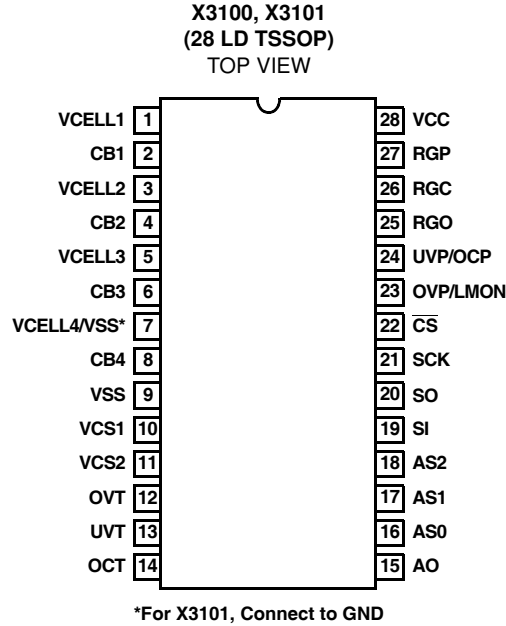 X3100, X3101
(28 LD TSSOP)
TOP VIEW
VCELL1 1 28 VCC
CB1 2 27 RGP
VCELL2 3 26 RGC
CB2 4 25 RGO
VCELL3 5 24 UVP/OCP
CB3 6 23 OVP/LMON
VCELL4/VSS* 7 22 C̅S̅
CB4 8 21 SCK
VSS 9 20 SO
VCS1 10 19 SI
VCS2 11 18 AS2
OVT 12 17 AS1
UVT 13 16 AS0
OCT 14 15 AO
*For X3101, Connect to GND